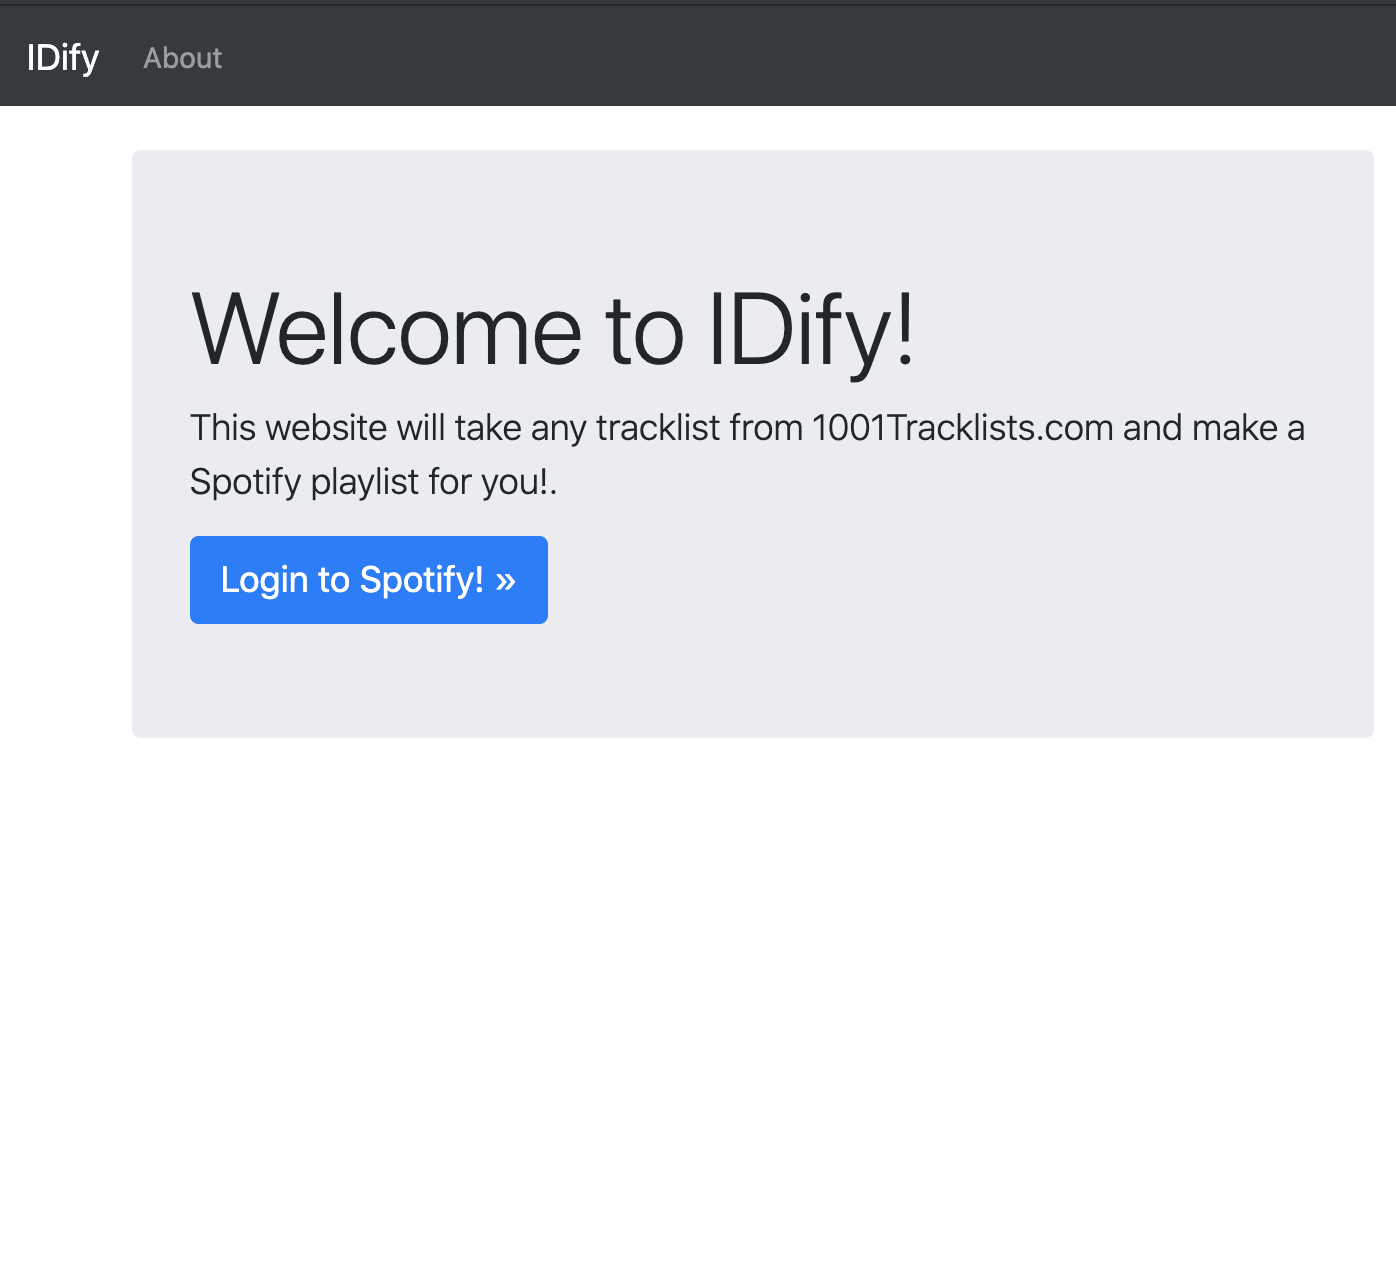 IDify About
Welcome to IDify!
This website will take any tracklist from 1001Tracklists.com and make a
Spotify playlist for you!.
Login to Spotify! »